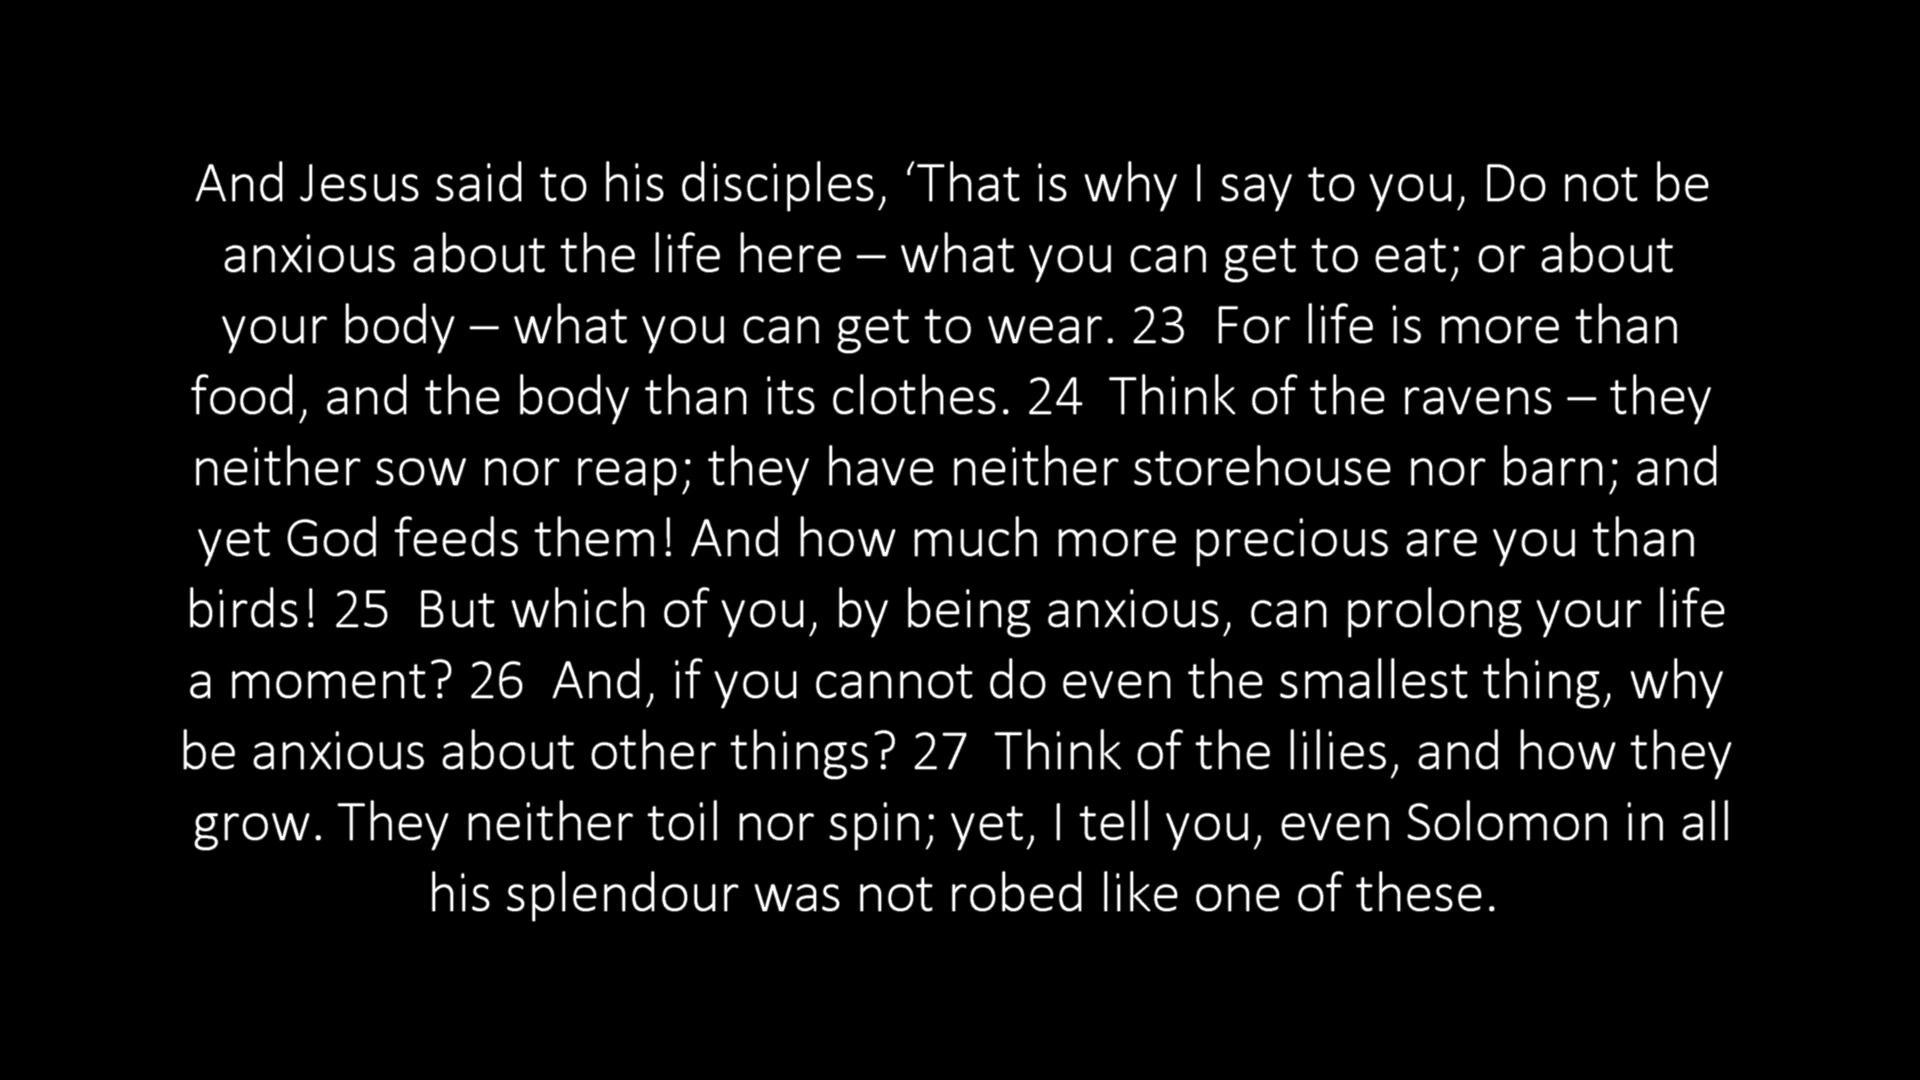 And Jesus said to his disciples, ‘That is why I say to you, Do not be
anxious about the life here – what you can get to eat; or about
your body – what you can get to wear. 23  For life is more than
food, and the body than its clothes. 24  Think of the ravens – they
neither sow nor reap; they have neither storehouse nor barn; and
yet God feeds them! And how much more precious are you than
birds! 25  But which of you, by being anxious, can prolong your life
a moment? 26  And, if you cannot do even the smallest thing, why
be anxious about other things? 27  Think of the lilies, and how they
grow. They neither toil nor spin; yet, I tell you, even Solomon in all
his splendour was not robed like one of these.